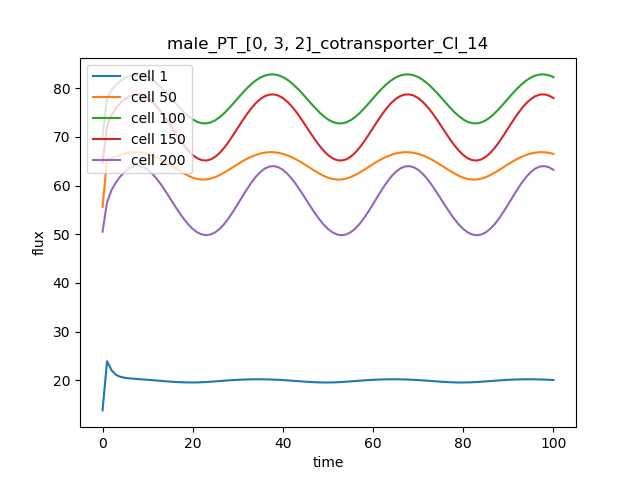 male_PT_[0, 3, 2]_cotransporter_Cl_14
cell 1
cell 50
cell 100
cell 150
cell 200
flux
80
70
60
50
40
30
20
0
20
40
60
80
100
time